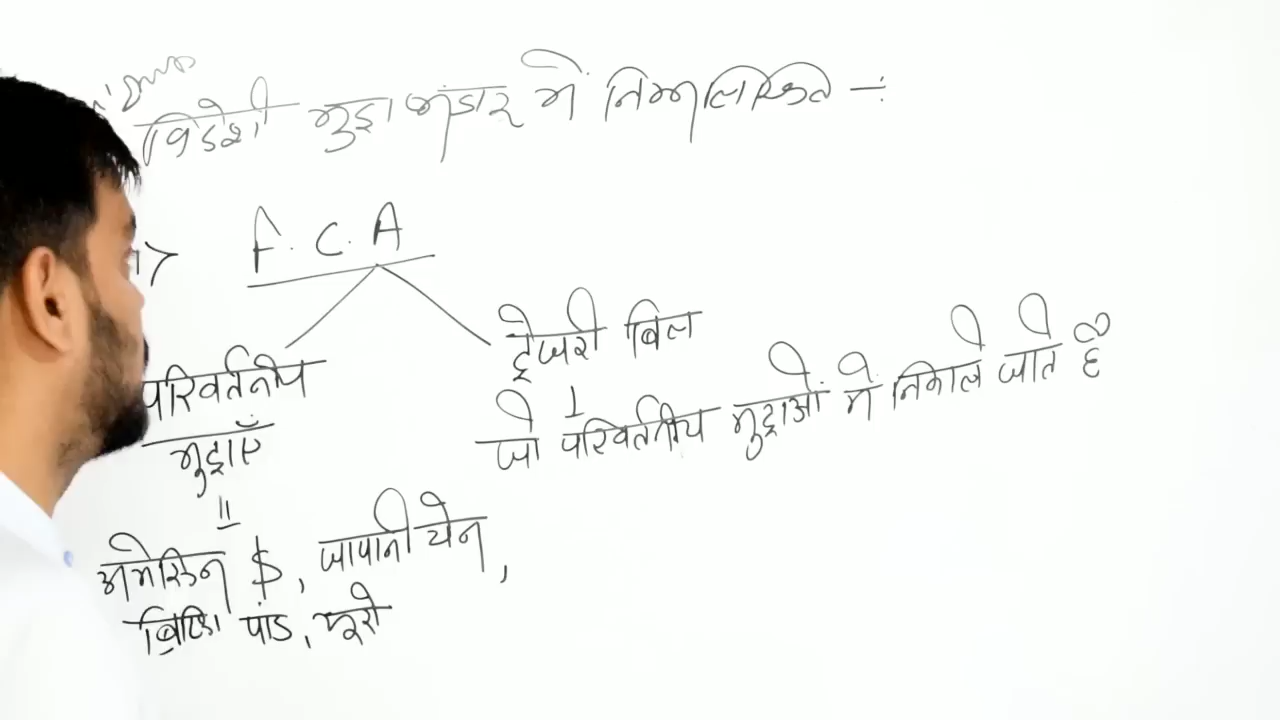 विदेशी मुद्रा भंडार में निम्नलिखित -:
F. C. A
ट्रेजरी बिल
परिवर्तनीय
मुद्राएँ
जो परिवर्तनीय मुद्राओं में निकाले जाते हैं
अमेरिकन $, जापानी येन,
ब्रिटिश पांड, यूरो